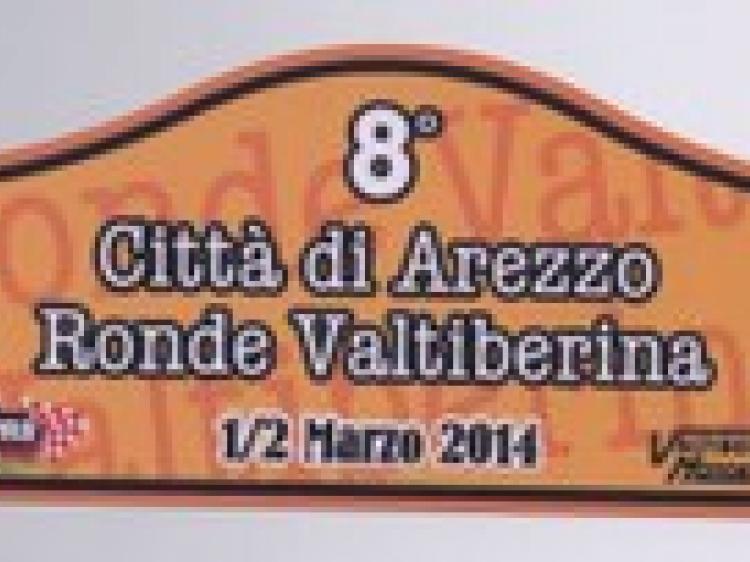 8°
Città di Arezzo
Ronde Valtiberina
1/2 Marzo 2014